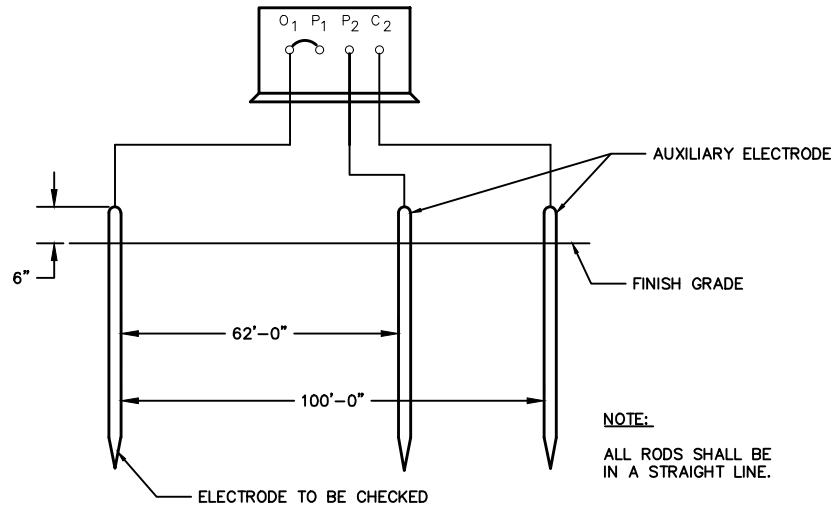 O1 P1 P2 C2
AUXILIARY ELECTRODE
6"
FINISH GRADE
62'-0"
100'-0"
NOTE:
ALL RODS SHALL BE
IN A STRAIGHT LINE.
ELECTRODE TO BE CHECKED